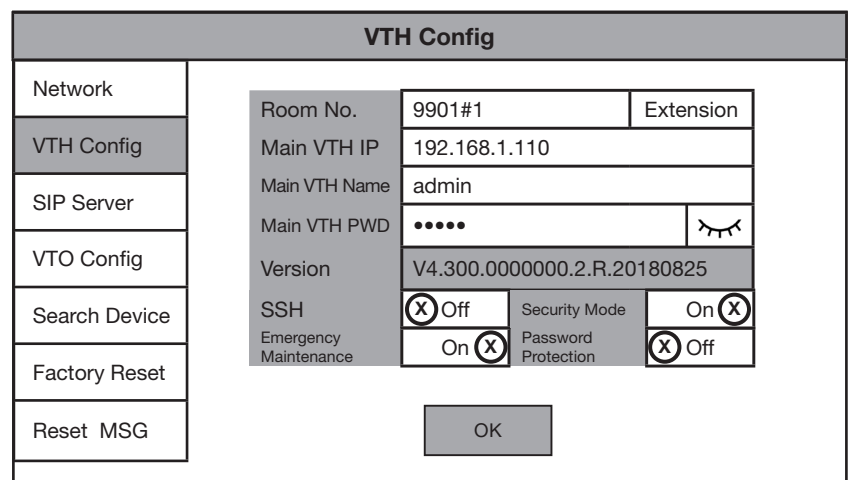 VTH Config
Network
VTH Config
SIP Server
VTO Config
Search Device
Factory Reset
Reset MSG
Room No. 9901#1 Extension
Main VTH IP 192.168.1.110
Main VTH Name admin
Main VTH PWD •••••
Version V4.300.0000000.2.R.20180825
SSH X Off Security Mode On X
Emergency Maintenance On X Password Protection X Off
OK